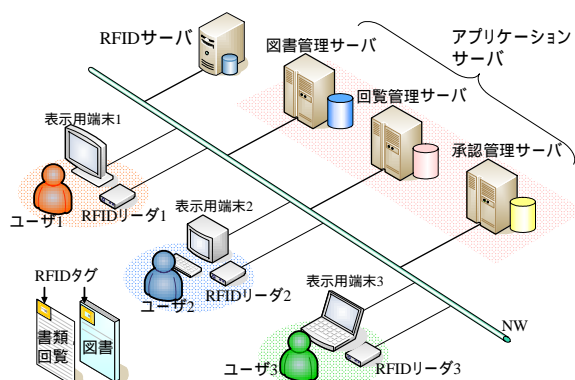 RFIDサーバ
図書管理サーバ
アプリケーション
サーバ
回覧管理サーバ
承認管理サーバ
表示用端末1
ユーザ1
RFIDリーダ1
表示用端末2
ユーザ2
RFIDリーダ2
表示用端末3
ユーザ3
RFIDリーダ3
NW
RFIDタグ
書類,
回覧
図書